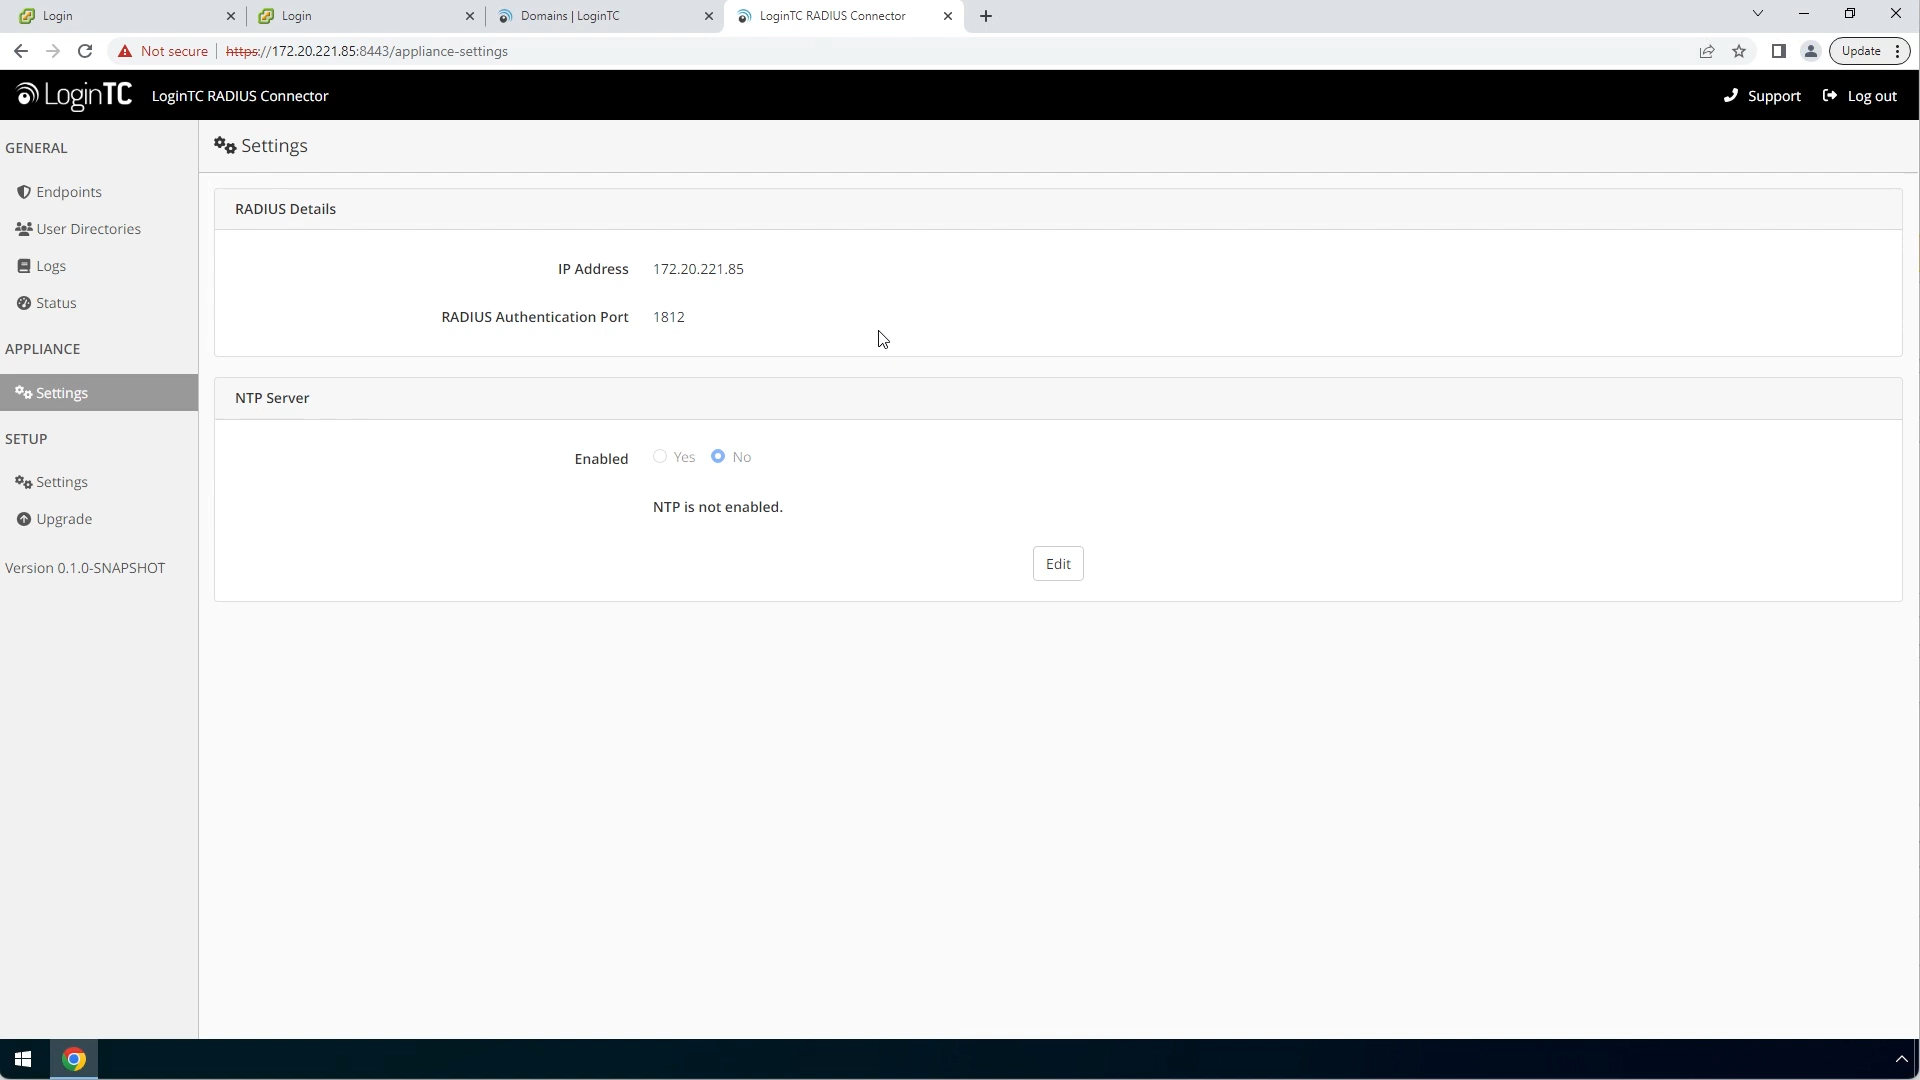 Login
Login
Domains | LoginTC
LoginTC RADIUS Connector
Not secure
https://172.20.221.85:8443/appliance-settings
Update
LoginTC
LoginTC RADIUS Connector
Support
Log out
GENERAL
Endpoints
User Directories
Logs
Status
APPLIANCE
Settings
SETUP
Settings
Upgrade
Version 0.1.0-SNAPSHOT
Settings
RADIUS Details
IP Address 172.20.221.85
RADIUS Authentication Port 1812
NTP Server
Enabled Yes No
NTP is not enabled.
Edit